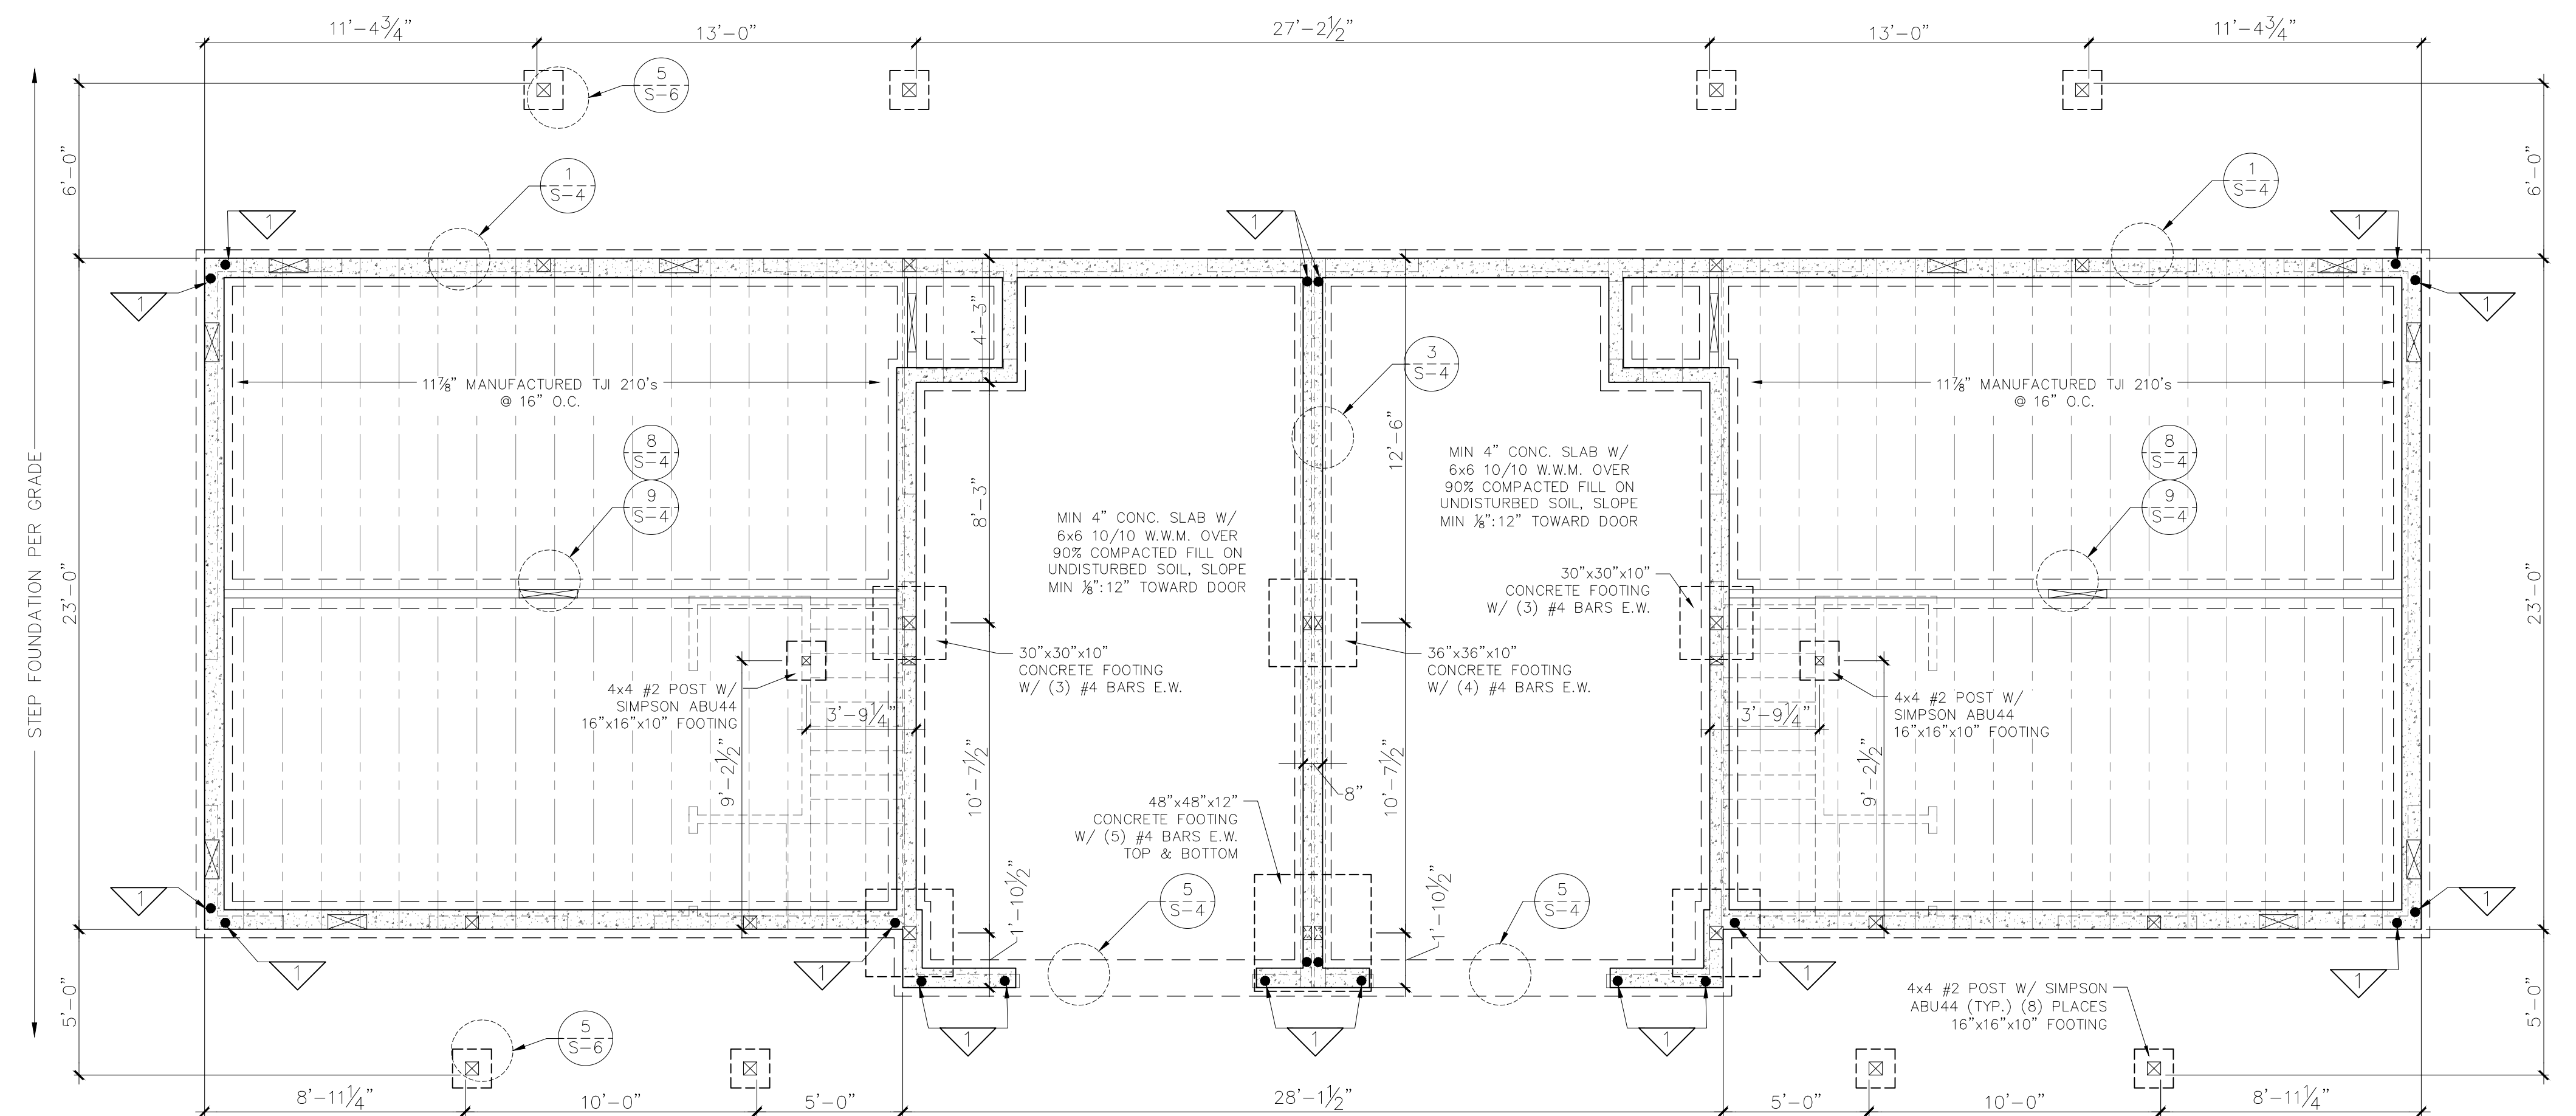 11'-4¾"
13'-0"
27'-2½"
13'-0"
11'-4¾"
5
S-6
6'-0"
6'-0"
1
S-4
1
S-4
1
1
1
1
1
4'-3"
3
S-4
11⅞" MANUFACTURED TJI 210's
@ 16" O.C.
11⅞" MANUFACTURED TJI 210's
@ 16" O.C.
STEP FOUNDATION PER GRADE
23'-0"
8
S-4
9
S-4
8'-3"
12'-6"
MIN 4" CONC. SLAB W/
6x6 10/10 W.W.M. OVER
90% COMPACTED FILL ON
UNDISTURBED SOIL, SLOPE
MIN ⅛":12" TOWARD DOOR
MIN 4" CONC. SLAB W/
6x6 10/10 W.W.M. OVER
90% COMPACTED FILL ON
UNDISTURBED SOIL, SLOPE
MIN ⅛":12" TOWARD DOOR
8
S-4
9
S-4
23'-0"
30"x30"x10"
CONCRETE FOOTING
W/ (3) #4 BARS E.W.
30"x30"x10"
CONCRETE FOOTING
W/ (3) #4 BARS E.W.
36"x36"x10"
CONCRETE FOOTING
W/ (4) #4 BARS E.W.
4x4 #2 POST W/
SIMPSON ABU44
16"x16"x10" FOOTING
3'-9¼"
9'-2½"
3'-9¼"
4x4 #2 POST W/
SIMPSON ABU44
16"x16"x10" FOOTING
9'-2½"
10'-7½"
10'-7½"
8"
48"x48"x12"
CONCRETE FOOTING
W/ (5) #4 BARS E.W.
TOP & BOTTOM
1'-10½"
1'-10½"
5
S-4
5
S-4
1
1
1
1
1
1
1
1
1
5'-0"
5'-0"
5
S-6
4x4 #2 POST W/ SIMPSON
ABU44 (TYP.) (8) PLACES
16"x16"x10" FOOTING
8'-11¼"
10'-0"
5'-0"
28'-1½"
5'-0"
10'-0"
8'-11¼"